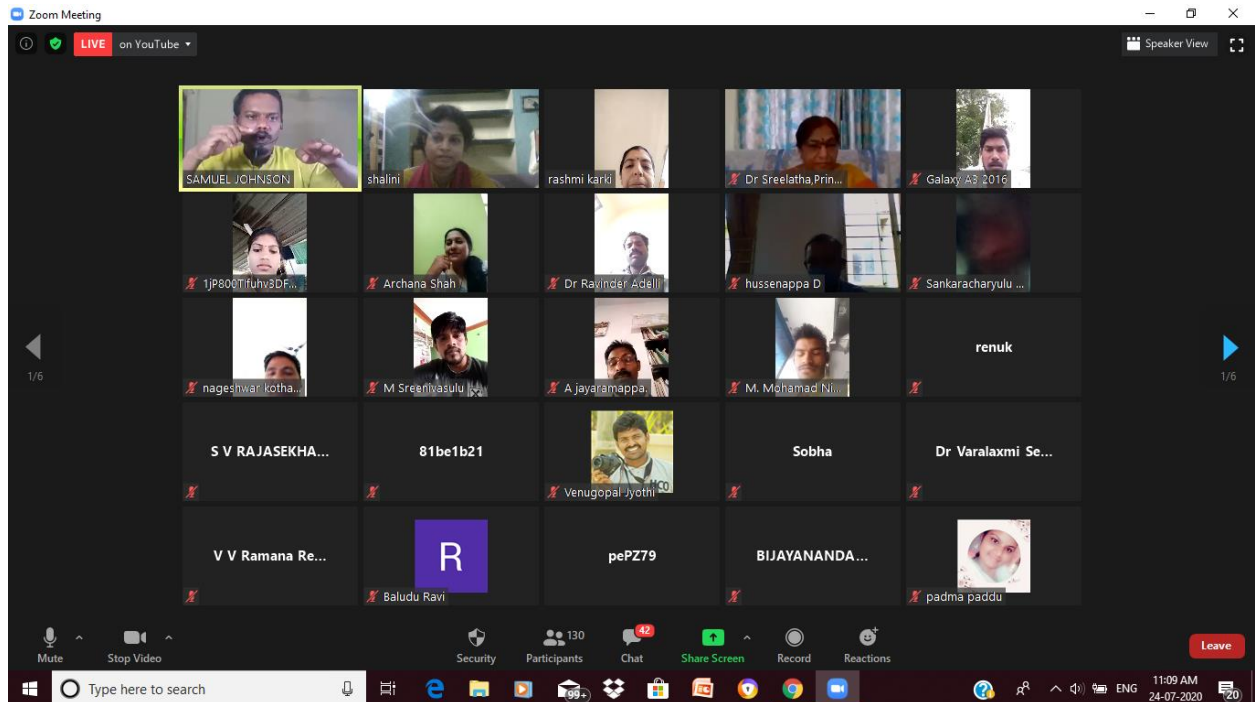 Zoom Meeting
LIVE on YouTube
Speaker View
SAMUEL JOHNSON
shalini
rashmi karki
Dr Sreelatha,Prin...
Galaxy A3 2016
1jP800Tifuhv3DF...
Archana Shah
Dr Ravinder Adelli
hussenappa D
Sankaracharyulu ...
nageshwar kotha...
M Sreenivasulu
A jayaramappa.
M. Mohamad Ni...
renuk
1/6
1/6
S V RAJASEKHA...
81be1b21
Venugopal Jyothi
Sobha
Dr Varalaxmi Se...
V V Ramana Re...
R
Baludu Ravi
pePZ79
BIJAYANANDA...
padma paddu
Mute
Stop Video
Security
130
Participants
42
Chat
Share Screen
Record
Reactions
Leave
Type here to search
99+
ENG
11:09 AM
24-07-2020
20